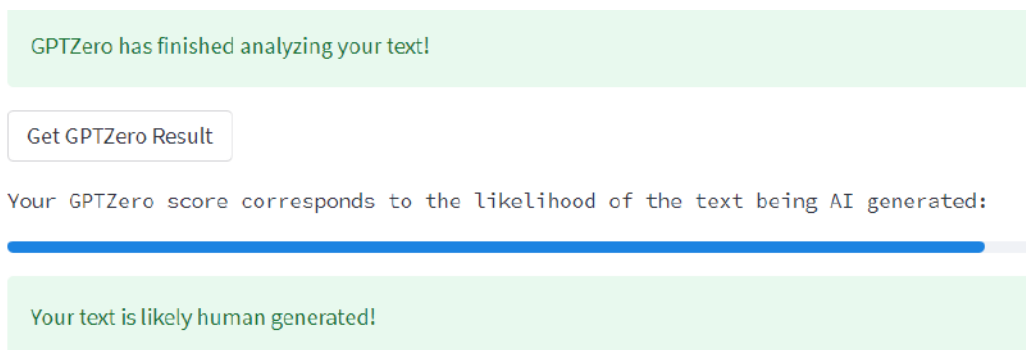 GPTZero has finished analyzing your text!
Get GPTZero Result
Your GPTZero score corresponds to the likelihood of the text being AI generated:
Your text is likely human generated!